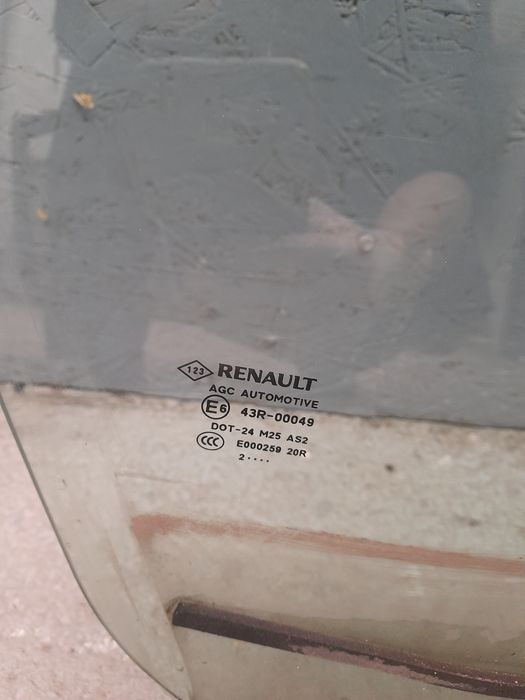 123 RENAULT
AGC AUTOMOTIVE
E6 43R-00049
DOT-24 M25 AS2
CCC E000259 20R
2····